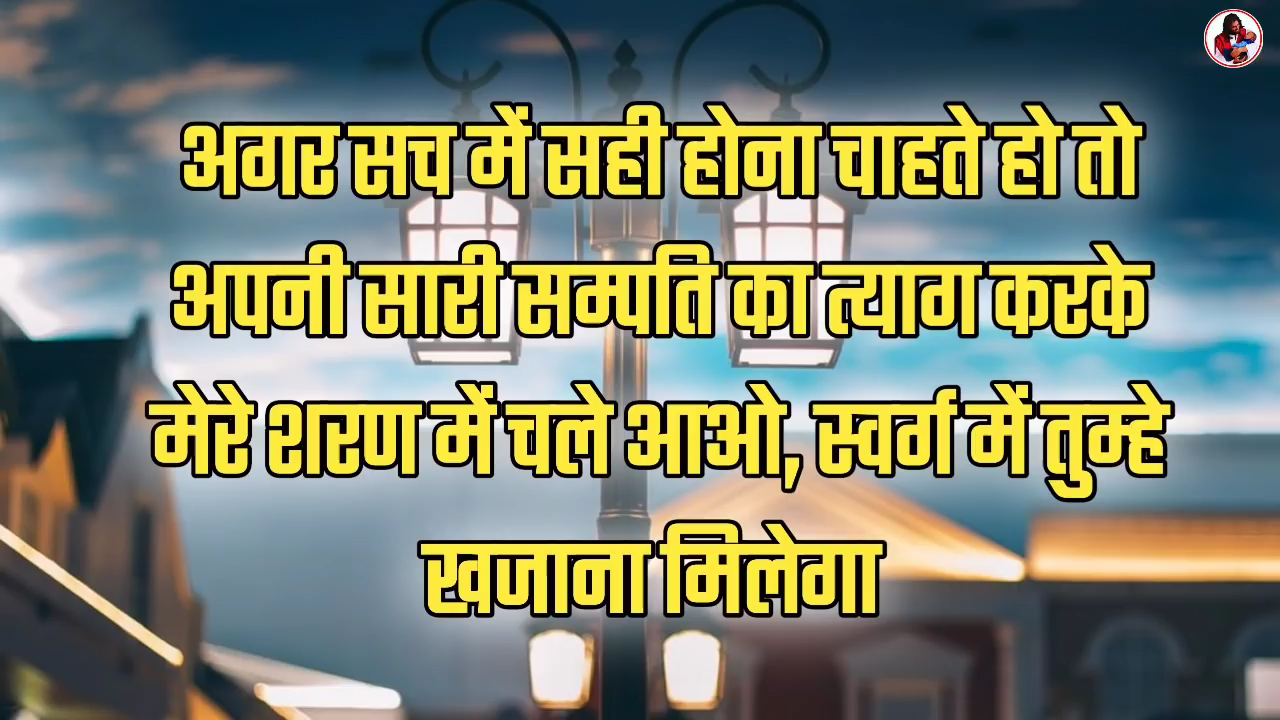 अगर सच में सही होना चाहते हो तो
अपनी सारी सम्पति का त्याग करके
मेरे शरण में चले आओ, स्वर्ग में तुम्हे
खजाना मिलेगा